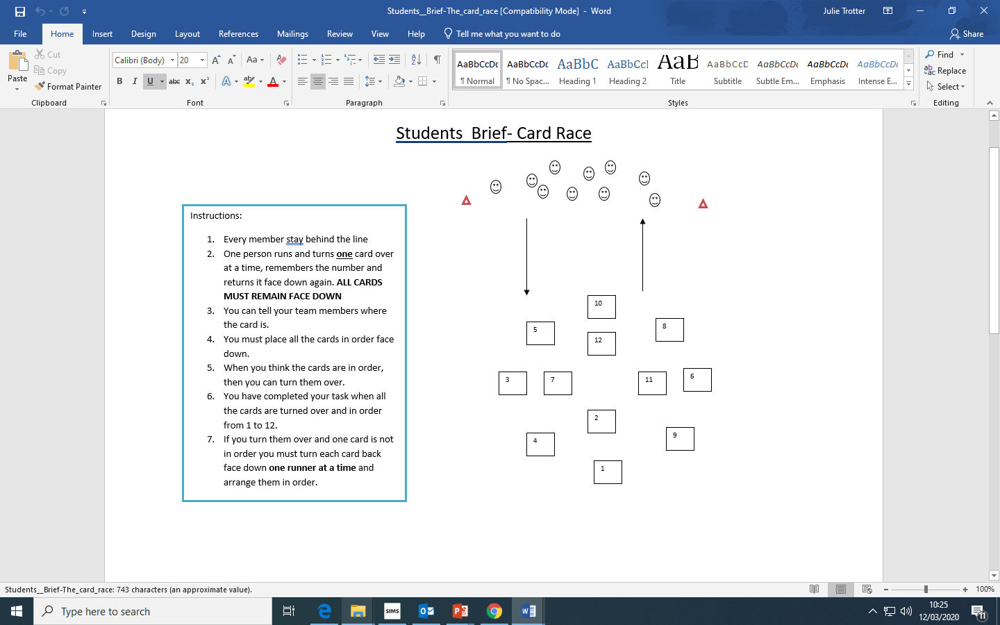 Students__Brief-The_card_race [Compatibility Mode] - Word
Julie Trotter
File Home Insert Design Layout References Mailings Review View Help Tell me what you want to do Share
Paste
Cut
Copy
Format Painter
Clipboard
Calibri (Body) 20
B I U abc x₂ x²
Font
Paragraph
AaBbCcDc AaBbCcDc AaBbC AaBbCcI AaB AaBbCcD AaBbCcDc AaBbCcDc AaBbCcDc
¶ Normal ¶ No Spac... Heading 1 Heading 2 Title Subtitle Subtle Em... Emphasis Intense E...
Styles
Find
Replace
Select
Editing
Students Brief- Card Race
Instructions:
1. Every member stay behind the line
2. One person runs and turns one card over
at a time, remembers the number and
returns it face down again. ALL CARDS
MUST REMAIN FACE DOWN
3. You can tell your team members where
the card is.
4. You must place all the cards in order face
down.
5. When you think the cards are in order,
then you can turn them over.
6. You have completed your task when all
the cards are turned over and in order
from 1 to 12.
7. If you turn them over and one card is not
in order you must turn each card back
face down one runner at a time and
arrange them in order.
10
5
8
12
3
7
11
6
2
4
9
1
Students__Brief-The_card_race: 743 characters (an approximate value).
100%
Type here to search
SIMS
10:25
12/03/2020
11